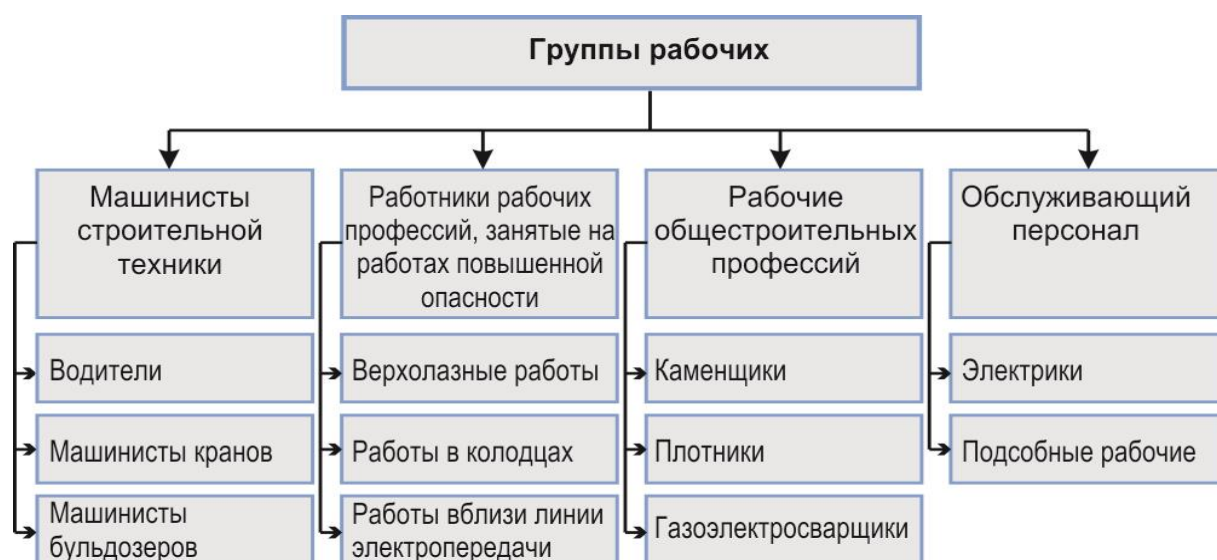 Группы рабочих
Машинисты
строительной
техники
Водители
Машинисты кранов
Машинисты
бульдозеров
Работники рабочих
профессий, занятые на
работах повышенной
опасности
Верхолазные работы
Работы в колодцах
Работы вблизи линии
электропередачи
Рабочие
общестроительных
профессий
Каменщики
Плотники
Газоэлектросварщики
Обслуживающий
персонал
Электрики
Подсобные рабочие